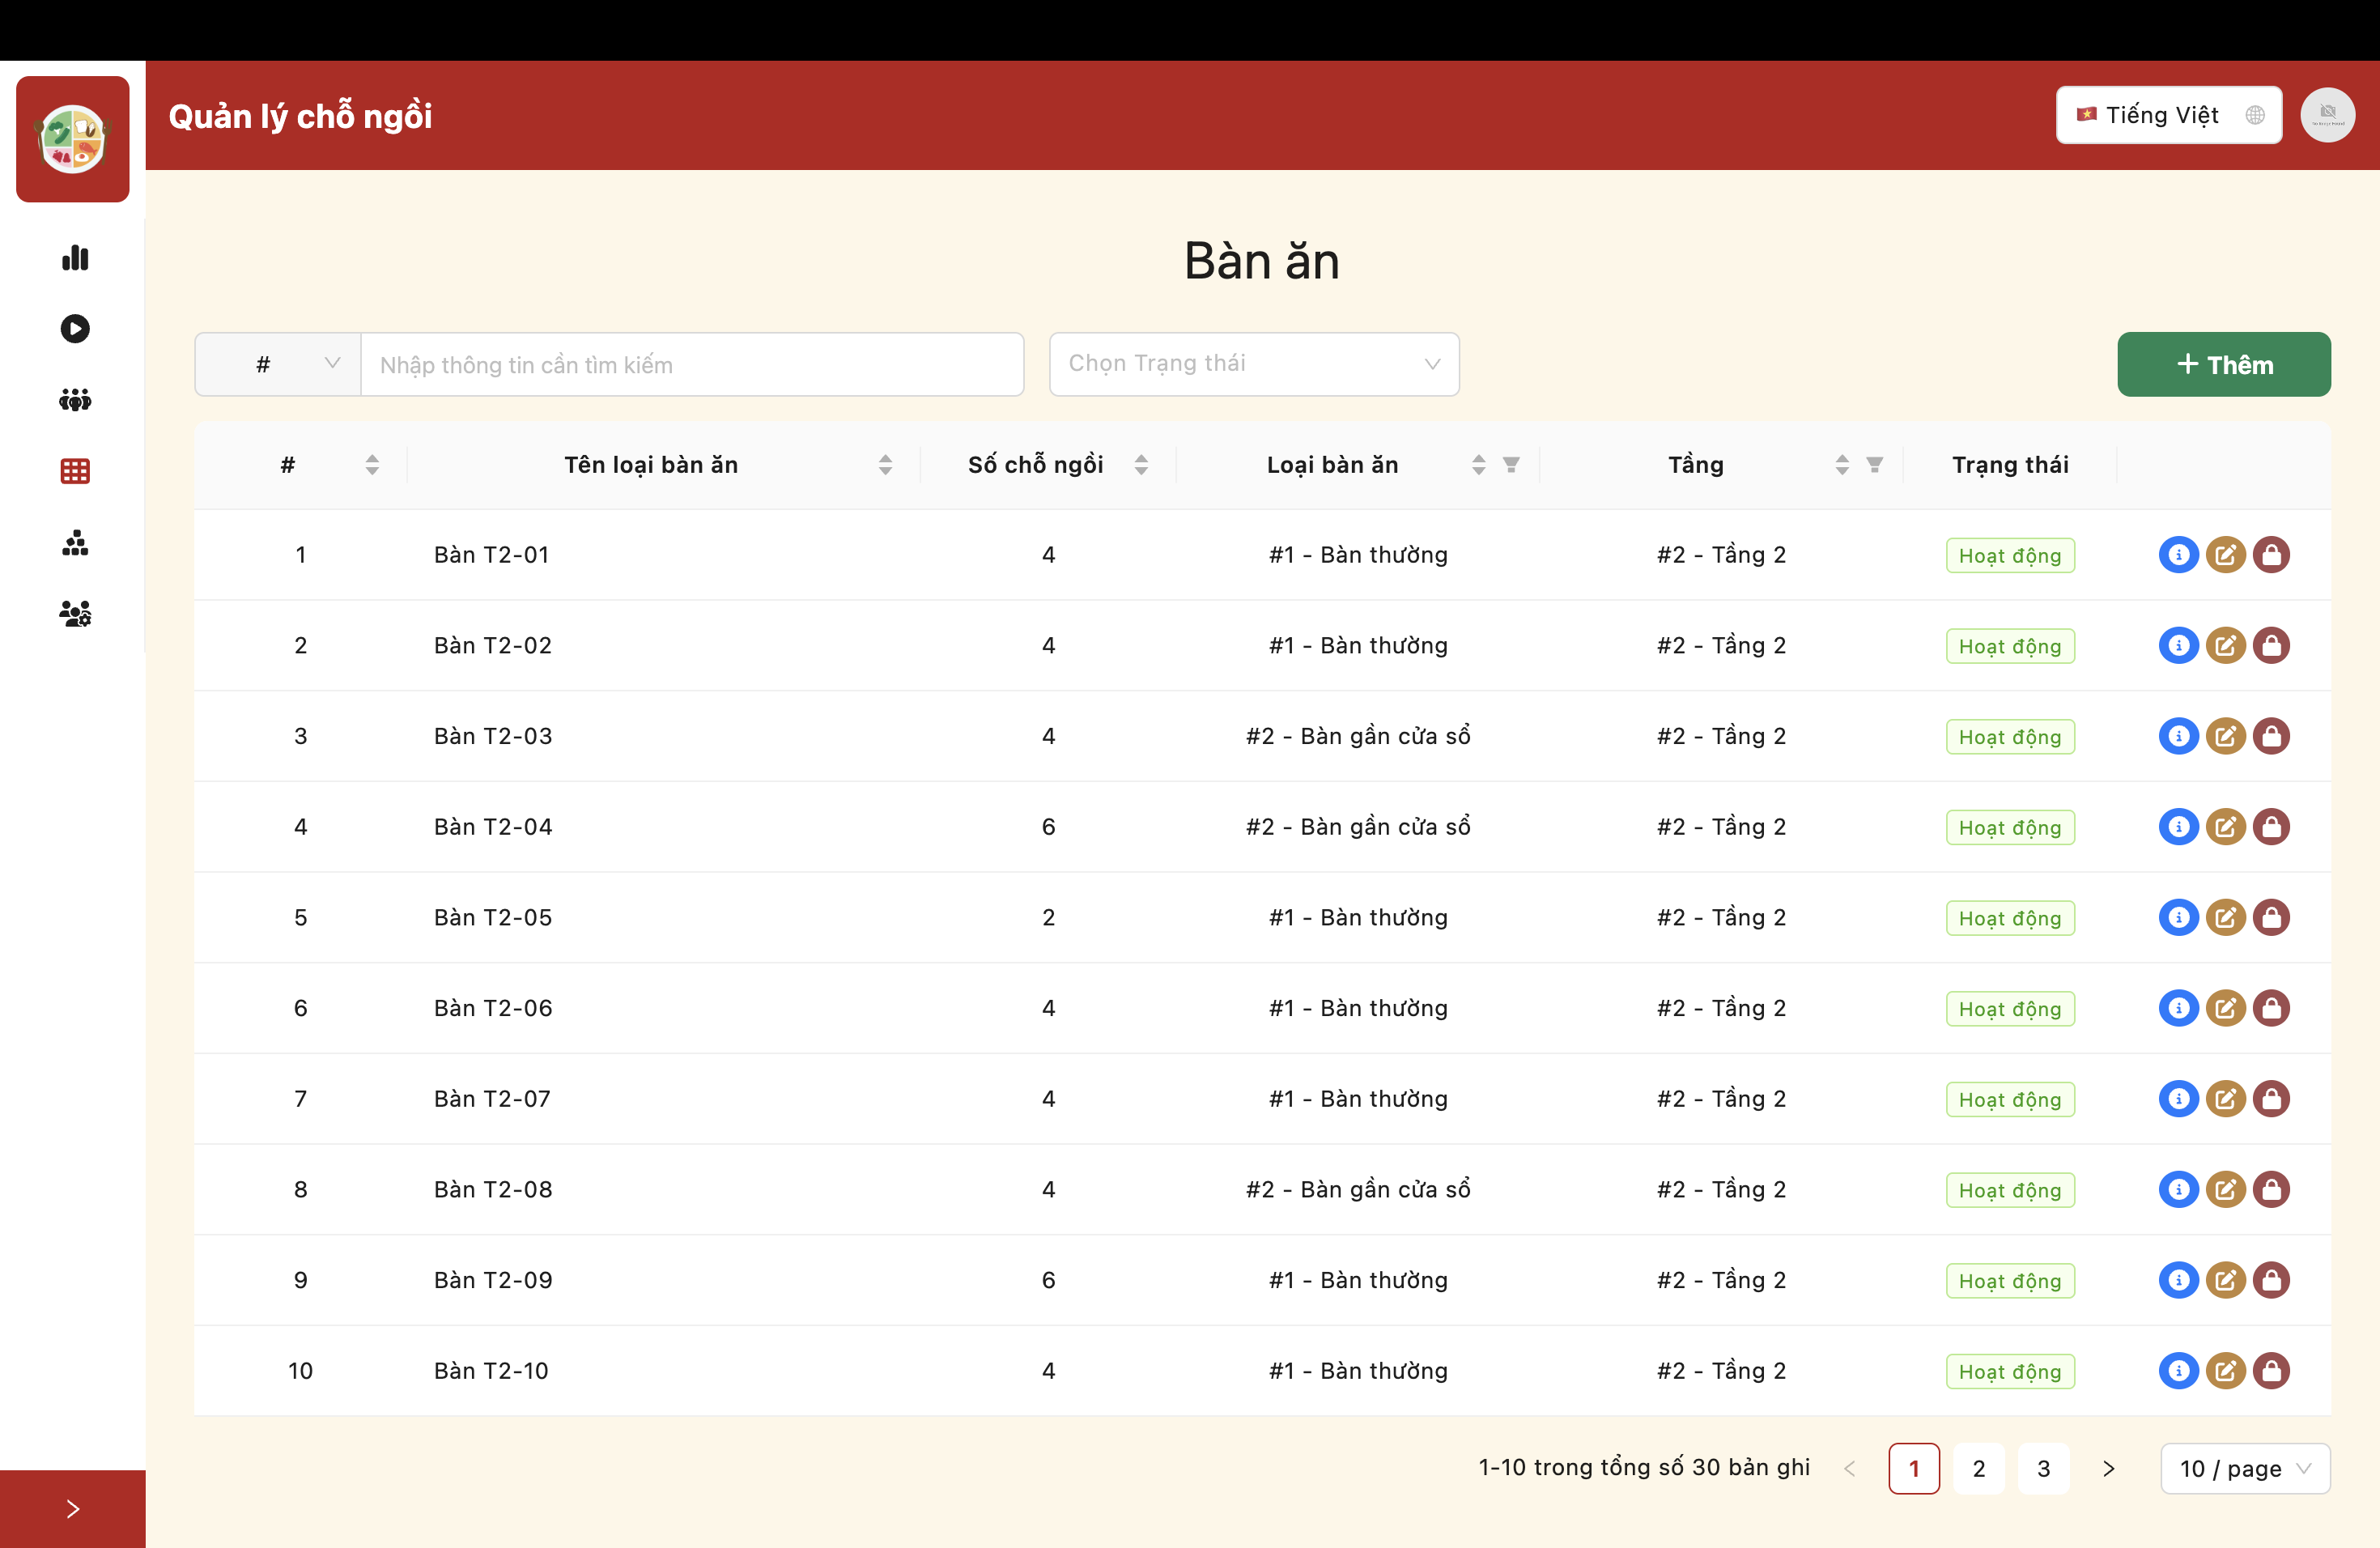 Quản lý chỗ ngồi
Tiếng Việt
Bàn ăn
# Nhập thông tin cần tìm kiếm Chọn Trạng thái + Thêm
# Tên loại bàn ăn Số chỗ ngồi Loại bàn ăn Tầng Trạng thái
1 Bàn T2-01 4 #1 - Bàn thường #2 - Tầng 2 Hoạt động
2 Bàn T2-02 4 #1 - Bàn thường #2 - Tầng 2 Hoạt động
3 Bàn T2-03 4 #2 - Bàn gần cửa sổ #2 - Tầng 2 Hoạt động
4 Bàn T2-04 6 #2 - Bàn gần cửa sổ #2 - Tầng 2 Hoạt động
5 Bàn T2-05 2 #1 - Bàn thường #2 - Tầng 2 Hoạt động
6 Bàn T2-06 4 #1 - Bàn thường #2 - Tầng 2 Hoạt động
7 Bàn T2-07 4 #1 - Bàn thường #2 - Tầng 2 Hoạt động
8 Bàn T2-08 4 #2 - Bàn gần cửa sổ #2 - Tầng 2 Hoạt động
9 Bàn T2-09 6 #1 - Bàn thường #2 - Tầng 2 Hoạt động
10 Bàn T2-10 4 #1 - Bàn thường #2 - Tầng 2 Hoạt động
1-10 trong tổng số 30 bản ghi < 1 2 3 > 10 / page